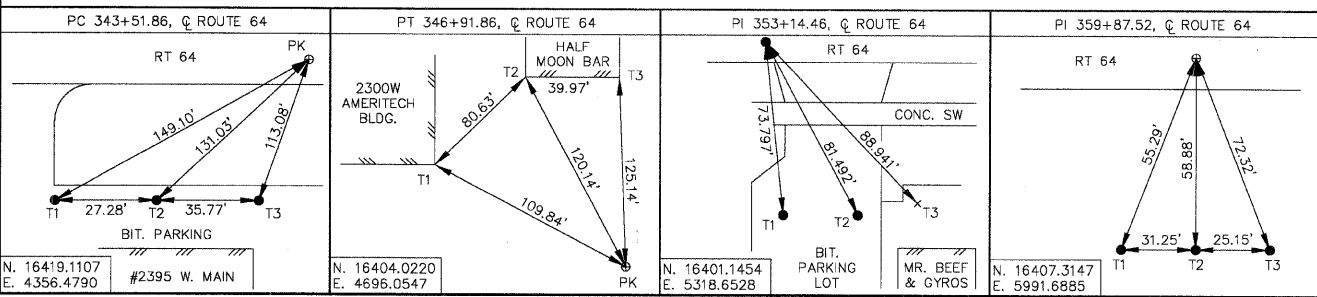 PC 343+51.86, ℄ ROUTE 64
RT 64
PK
149.10'
131.03'
113.08'
T1
T2
T3
27.28'
35.77'
BIT. PARKING
#2395 W. MAIN
N. 16419.1107
E. 4356.4790
PT 346+91.86, ℄ ROUTE 64
HALF
MOON BAR
T2
T3
39.97'
2300W
AMERITECH
BLDG.
80.63'
T1
120.14'
125.14'
109.84'
PK
N. 16404.0220
E. 4696.0547
PI 353+14.46, ℄ ROUTE 64
RT 64
CONC. SW
73.797'
81.492'
88.941'
T1
T2
T3
BIT.
PARKING
LOT
MR. BEEF
& GYROS
N. 16401.1454
E. 5318.6528
PI 359+87.52, ℄ ROUTE 64
RT 64
55.29'
58.88'
72.32'
31.25'
25.15'
T1
T2
T3
N. 16407.3147
E. 5991.6885